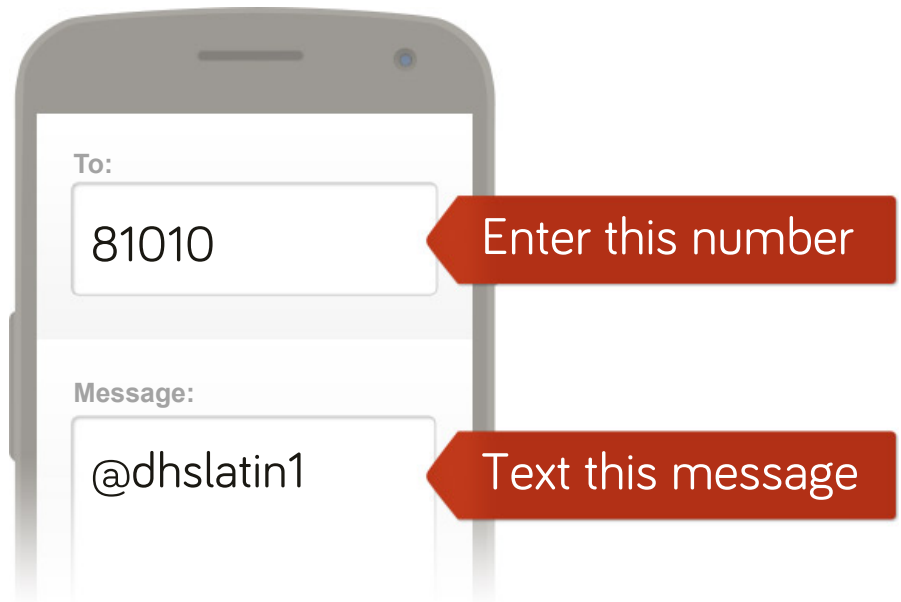 To:
81010
Enter this number
Message:
@dhslatin1
Text this message